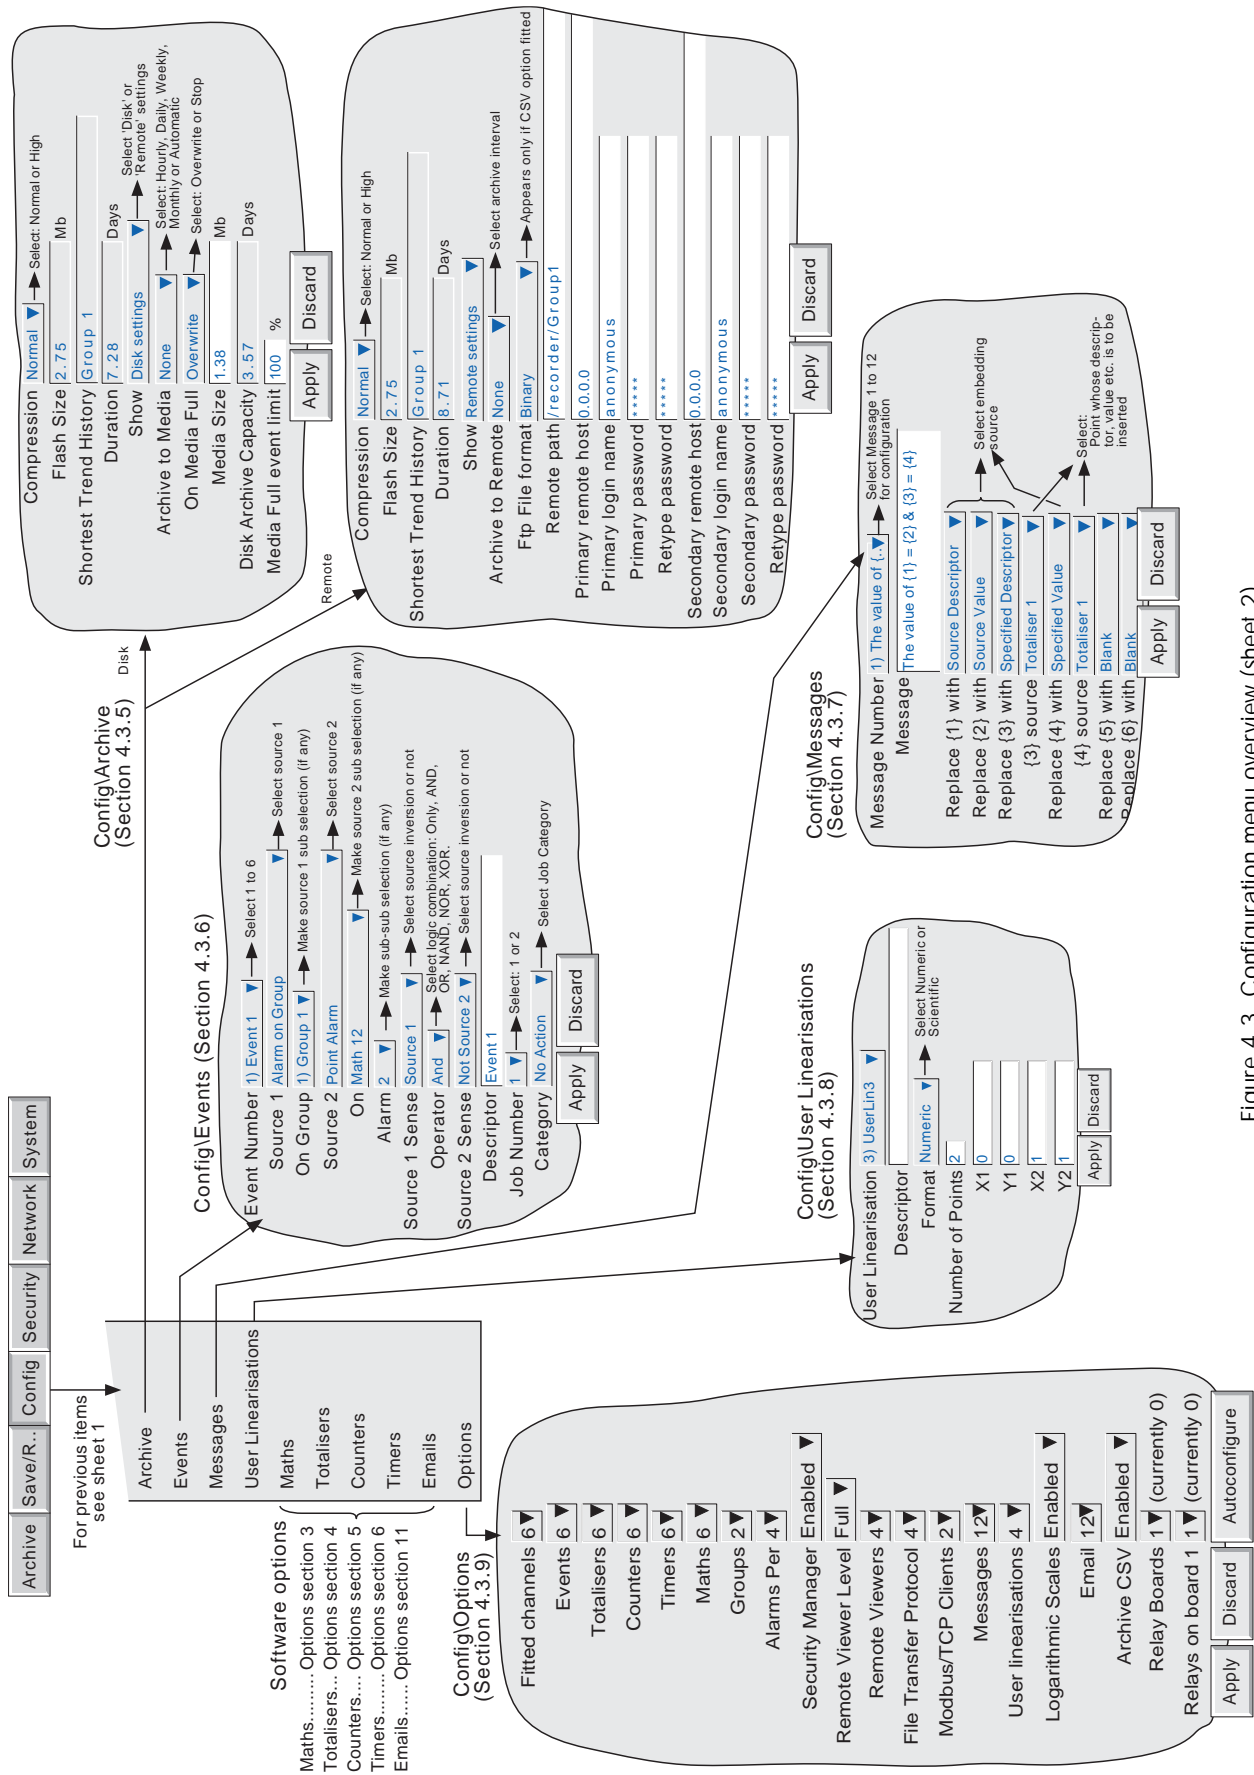 Archive
Save/R..
Config
Security
Network
System
For previous items
see sheet 1
Archive
Events
Messages
User Linearisations
Maths
Totalisers
Counters
Timers
Emails
Options
Software options
Maths........ Options section 3
Totalisers... Options section 4
Counters.... Options section 5
Timers........ Options section 6
Emails...... Options section 11
Config\Archive
(Section 4.3.5)
Disk
Remote
Compression Normal Select: Normal or High
Flash Size 2.75 Mb
Shortest Trend History Group 1
Duration 7.28 Days
Show Disk settings Select 'Disk' or
'Remote' settings
Archive to Media None Select: Hourly, Daily, Weekly,
Monthly or Automatic
On Media Full Overwrite Select: Overwrite or Stop
Media Size 1.38 Mb
Disk Archive Capacity 3.57 Days
Media Full event limit 100 %
Apply Discard
Compression Normal Select: Normal or High
Flash Size 2.75 Mb
Shortest Trend History Group 1
Duration 8.71 Days
Show Remote settings
Archive to Remote None Select archive interval
Ftp File format Binary Appears only if CSV option fitted
Remote path /recorder/Group1
Primary remote host 0.0.0.0
Primary login name anonymous
Primary password *****
Retype password *****
Secondary remote host 0.0.0.0
Secondary login name anonymous
Secondary password *****
Retype password *****
Apply Discard
Config\Events (Section 4.3.6)
Event Number 1) Event 1 Select 1 to 6
Source 1 Alarm on Group Select source 1
On Group 1) Group 1 Make source 1 sub selection (if any)
Source 2 Point Alarm Select source 2
On Math 12 Make source 2 sub selection (if any)
Alarm 2 Make sub-sub selection (if any)
Source 1 Sense Source 1 Select source inversion or not
Operator And Select logic combination: Only, AND,
OR, NAND, NOR, XOR.
Source 2 Sense Not Source 2 Select source inversion or not
Descriptor Event 1
Job Number 1 Select: 1 or 2
Category No Action Select Job Category
Apply Discard
Config\Messages
(Section 4.3.7)
Message Number 1) The value of {.. Select Message 1 to 12
for configuration
Message The value of {1} = {2} & {3} = {4}
Replace {1} with Source Descriptor
Replace {2} with Source Value Select embedding
source
Replace {3} with Specified Descriptor
{3} source Totaliser 1
Replace {4} with Specified Value
{4} source Totaliser 1 Select:
Point whose descrip-
tor, value etc. is to be
inserted
Replace {5} with Blank
Replace {6} with Blank
Apply Discard
Config\User Linearisations
(Section 4.3.8)
User Linearisation 3) UserLin3
Descriptor
Format Numeric Select Numeric or
Scientific
Number of Points 2
X1 0
Y1 0
X2 1
Y2 1
Apply Discard
Config\Options
(Section 4.3.9)
Fitted channels 6
Events 6
Totalisers 6
Counters 6
Timers 6
Maths 6
Groups 2
Alarms Per 4
Security Manager Enabled
Remote Viewer Level Full
Remote Viewers 4
File Transfer Protocol 4
Modbus/TCP Clients 2
Messages 12
User linearisations 4
Logarithmic Scales Enabled
Email 12
Archive CSV Enabled
Relay Boards 1 (currently 0)
Relays on board 1 1 (currently 0)
Apply Discard Autoconfigure
Figure 4.3 Configuration menu overview (sheet 2)